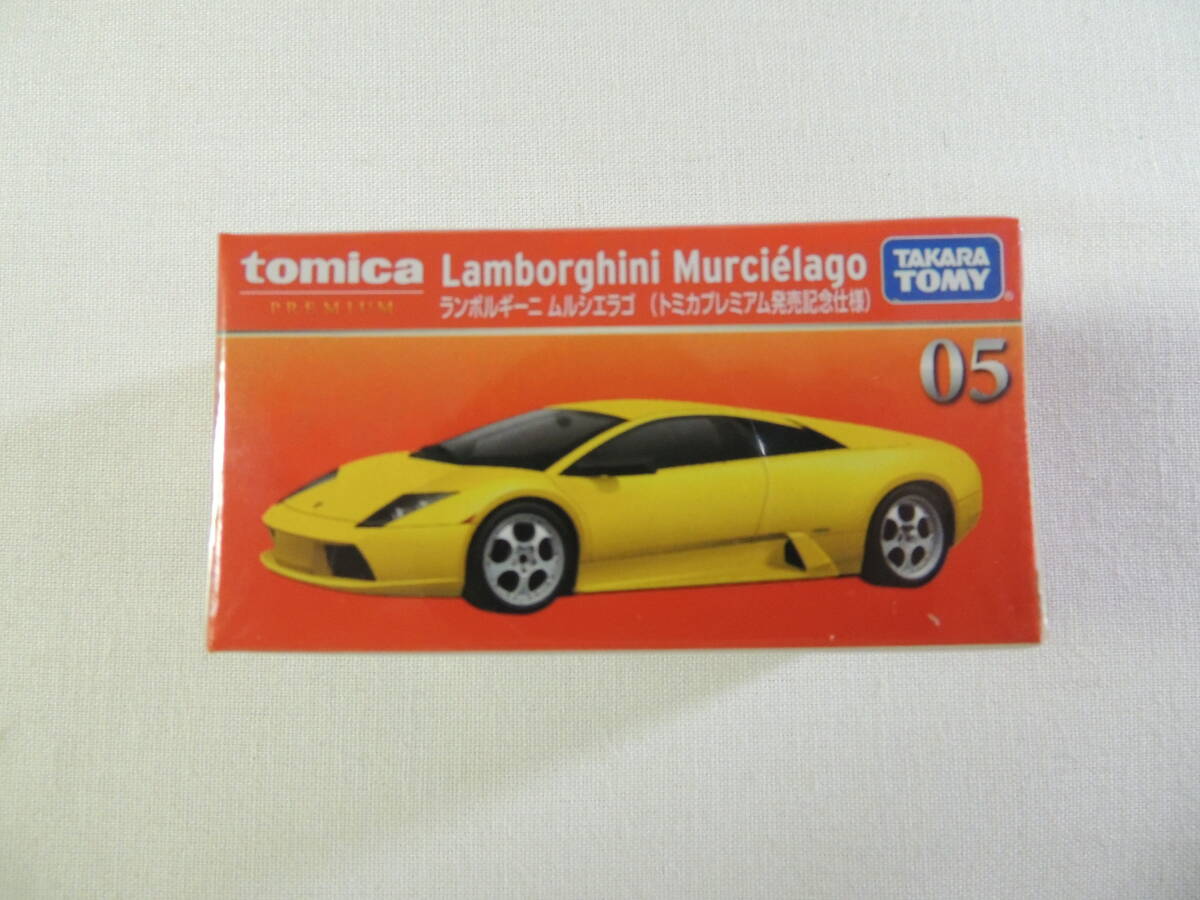 tomica
PREMIUM
Lamborghini Murciélago
ランボルギーニ ムルシエラゴ (トミカプレミアム発売記念仕様)
TAKARA
TOMY
®
05